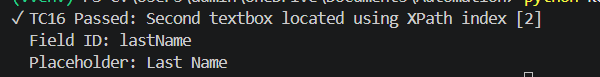 ✓ TC16 Passed: Second textbox located using XPath index [2]
Field ID: lastName
Placeholder: Last Name